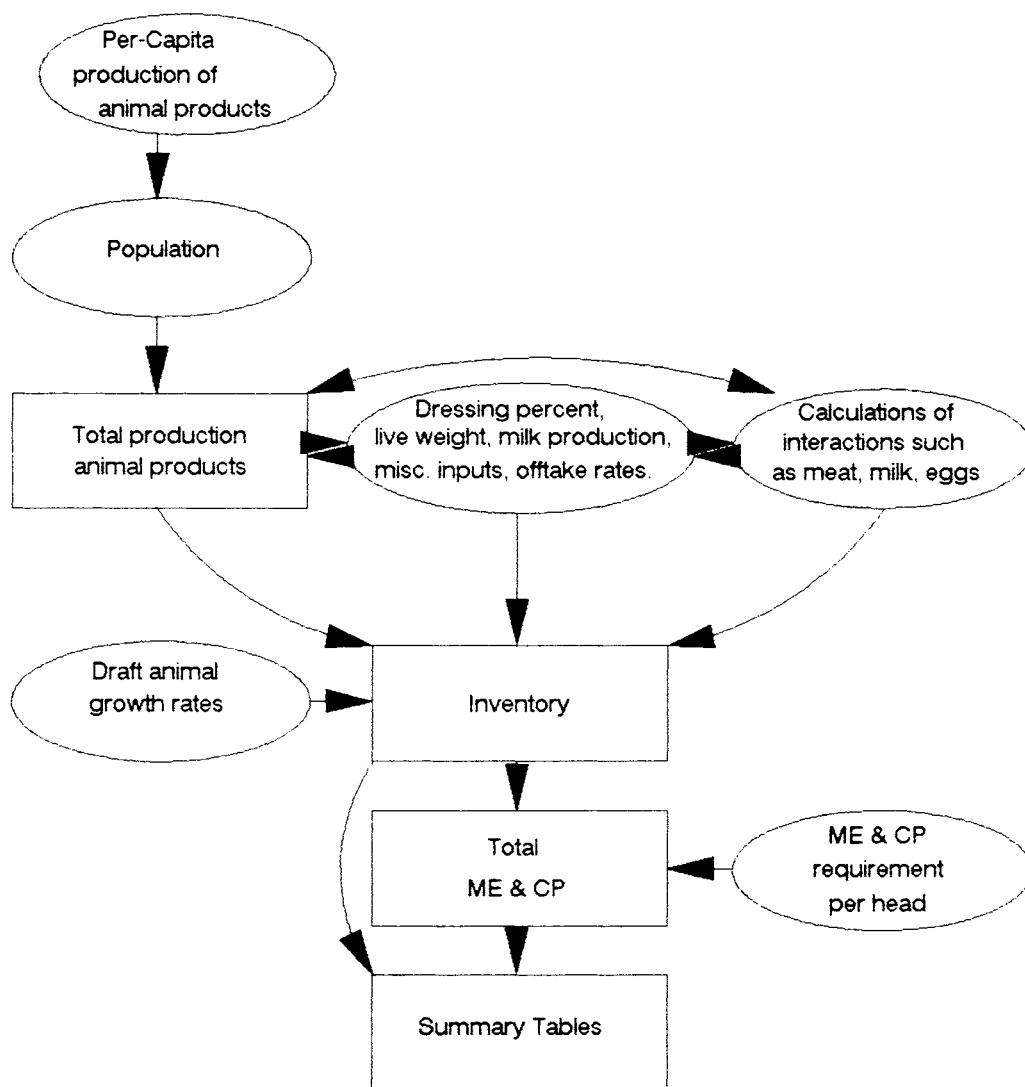 Per-Capita
production of
animal products
Population
Total production
animal products
Dressing percent,
live weight, milk production,
misc. inputs, offtake rates.
Calculations of
interactions such
as meat, milk, eggs
Draft animal
growth rates
Inventory
Total
ME & CP
ME & CP
requirement
per head
Summary Tables